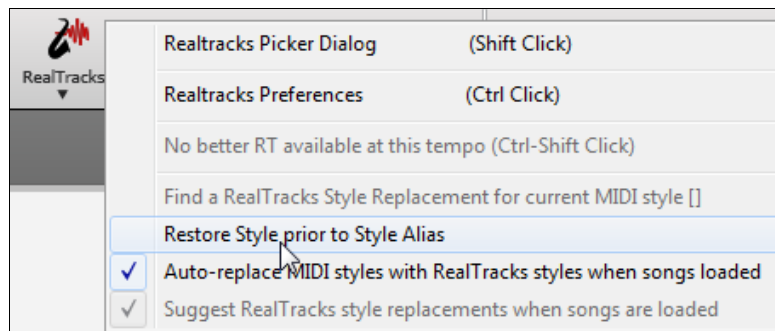 RealTracks
Realtracks Picker Dialog (Shift Click)
Realtracks Preferences (Ctrl Click)
No better RT available at this tempo (Ctrl-Shift Click)
Find a RealTracks Style Replacement for current MIDI style []
Restore Style prior to Style Alias
Auto-replace MIDI styles with RealTracks styles when songs loaded
Suggest RealTracks style replacements when songs are loaded